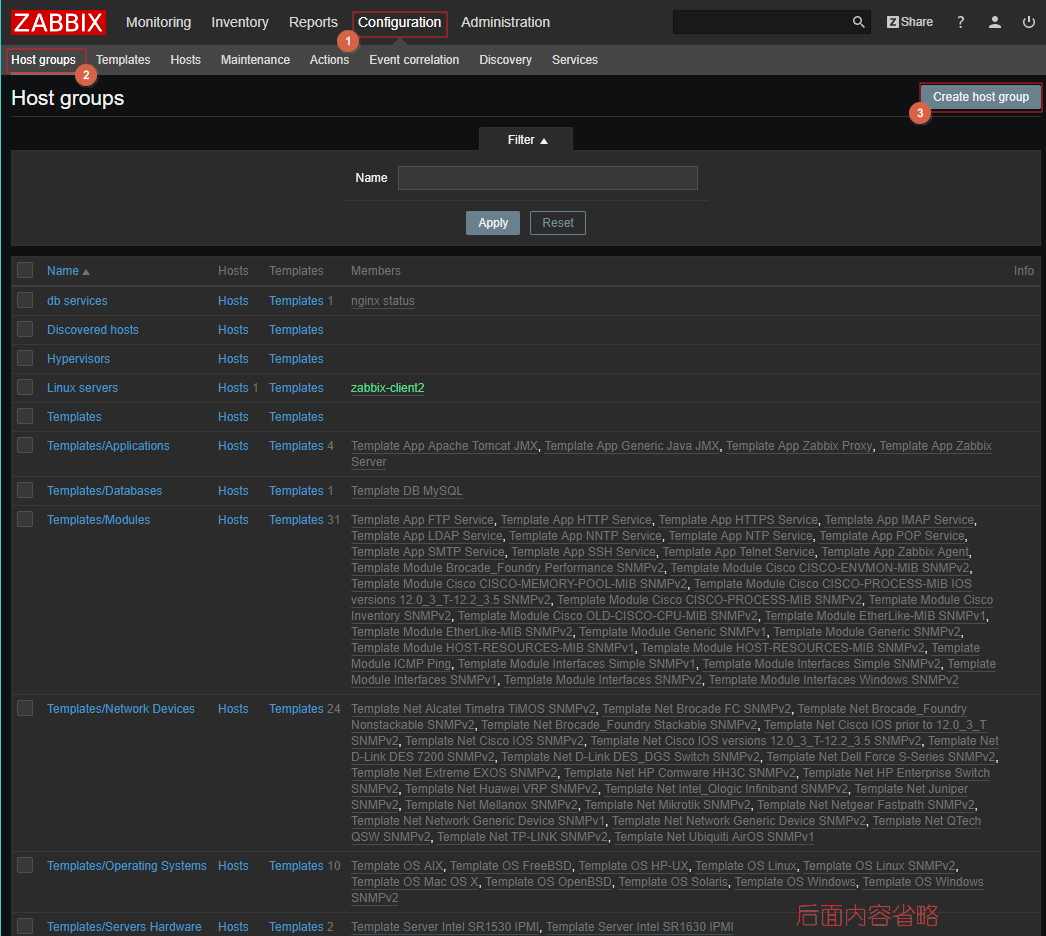 ZABBIX Monitoring Inventory Reports Configuration Administration Z Share ?
1
Host groups Templates Hosts Maintenance Actions Event correlation Discovery Services
2
Host groups Create host group
3
Filter ▲
Name
Apply Reset
Name ▲ Hosts Templates Members Info
db services Hosts Templates 1 nginx status
Discovered hosts Hosts Templates
Hypervisors Hosts Templates
Linux servers Hosts 1 Templates zabbix-client2
Templates Hosts Templates
Templates/Applications Hosts Templates 4 Template App Apache Tomcat JMX, Template App Generic Java JMX, Template App Zabbix Proxy, Template App Zabbix
Server
Templates/Databases Hosts Templates 1 Template DB MySQL
Templates/Modules Hosts Templates 31 Template App FTP Service, Template App HTTP Service, Template App HTTPS Service, Template App IMAP Service,
Template App LDAP Service, Template App NNTP Service, Template App NTP Service, Template App POP Service,
Template App SMTP Service, Template App SSH Service, Template App Telnet Service, Template App Zabbix Agent,
Template Module Brocade_Foundry Performance SNMPv2, Template Module Cisco CISCO-ENVMON-MIB SNMPv2,
Template Module Cisco CISCO-MEMORY-POOL-MIB SNMPv2, Template Module Cisco CISCO-PROCESS-MIB IOS
versions 12.0_3_T-12.2_3.5 SNMPv2, Template Module Cisco CISCO-PROCESS-MIB SNMPv2, Template Module Cisco
Inventory SNMPv2, Template Module Cisco OLD-CISCO-CPU-MIB SNMPv2, Template Module EtherLike-MIB SNMPv1,
Template Module EtherLike-MIB SNMPv2, Template Module Generic SNMPv1, Template Module Generic SNMPv2,
Template Module HOST-RESOURCES-MIB SNMPv1, Template Module HOST-RESOURCES-MIB SNMPv2, Template
Module ICMP Ping, Template Module Interfaces Simple SNMPv1, Template Module Interfaces Simple SNMPv2, Template
Module Interfaces SNMPv1, Template Module Interfaces SNMPv2, Template Module Interfaces Windows SNMPv2
Templates/Network Devices Hosts Templates 24 Template Net Alcatel Timetra TiMOS SNMPv2, Template Net Brocade FC SNMPv2, Template Net Brocade_Foundry
Nonstackable SNMPv2, Template Net Brocade_Foundry Stackable SNMPv2, Template Net Cisco IOS prior to 12.0_3_T
SNMPv2, Template Net Cisco IOS SNMPv2, Template Net Cisco IOS versions 12.0_3_T-12.2_3.5 SNMPv2, Template Net
D-Link DES 7200 SNMPv2, Template Net D-Link DES_DGS Switch SNMPv2, Template Net Dell Force S-Series SNMPv2,
Template Net Extreme EXOS SNMPv2, Template Net HP Comware HH3C SNMPv2, Template Net HP Enterprise Switch
SNMPv2, Template Net Huawei VRP SNMPv2, Template Net Intel_Qlogic Infiniband SNMPv2, Template Net Juniper
SNMPv2, Template Net Mellanox SNMPv2, Template Net Mikrotik SNMPv2, Template Net Netgear Fastpath SNMPv2,
Template Net Network Generic Device SNMPv1, Template Net Network Generic Device SNMPv2, Template Net QTech
QSW SNMPv2, Template Net TP-LINK SNMPv2, Template Net Ubiquiti AirOS SNMPv1
Templates/Operating Systems Hosts Templates 10 Template OS AIX, Template OS FreeBSD, Template OS HP-UX, Template OS Linux, Template OS Linux SNMPv2,
Template OS Mac OS X, Template OS OpenBSD, Template OS Solaris, Template OS Windows, Template OS Windows
SNMPv2
后面内容省略
Templates/Servers Hardware Hosts Templates 2 Template Server Intel SR1530 IPMI, Template Server Intel SR1630 IPMI